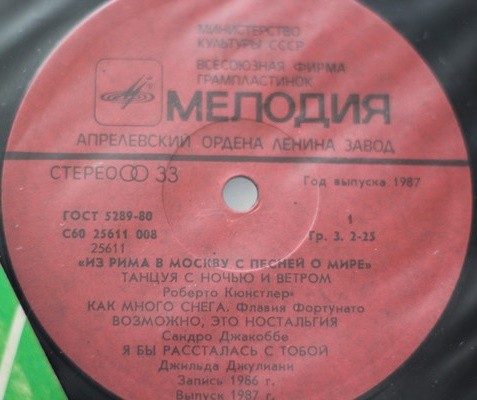 МИНИСТЕРСТВО
КУЛЬТУРЫ СССР
ВСЕСОЮЗНАЯ ФИРМА
ГРАМПЛАСТИНОК
МЕЛОДИЯ
АПРЕЛЕВСКИЙ ОРДЕНА ЛЕНИНА ЗАВОД
СТЕРЕО 33
Год выпуска 1987
ГОСТ 5289-80
С60 25611 008
1
25611
Гр. 3. 2-25
«ИЗ РИМА В МОСКВУ С ПЕСНЕЙ О МИРЕ»
ТАНЦУЯ С НОЧЬЮ И ВЕТРОМ
Роберто Кюнстлер
КАК МНОГО СНЕГА. Флавия Фортунато
ВОЗМОЖНО, ЭТО НОСТАЛЬГИЯ
Сандро Джакоббе
Я БЫ РАССТАЛАСЬ С ТОБОЙ
Джильда Джулиани
Запись 1986 г.
Выпуск 1987 г.